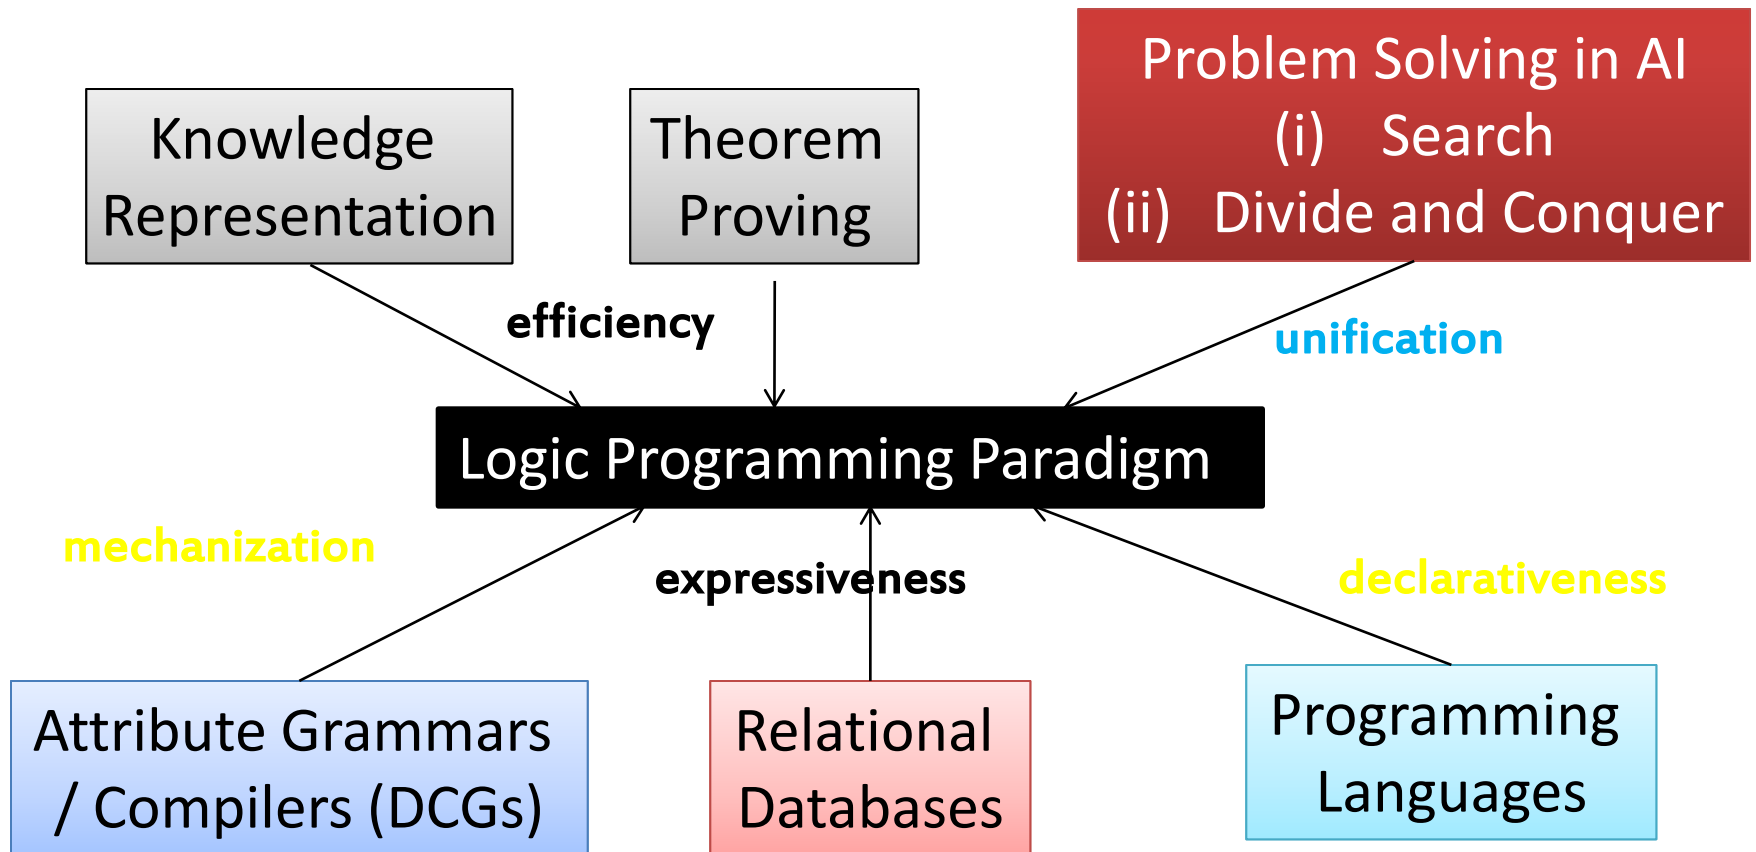 Problem Solving in AI
(i) Search
(ii) Divide and Conquer
Knowledge
Representation
Theorem
Proving
efficiency
unification
Logic Programming Paradigm
mechanization
expressiveness
declarativeness
Attribute Grammars
/ Compilers (DCGs)
Relational
Databases
Programming
Languages